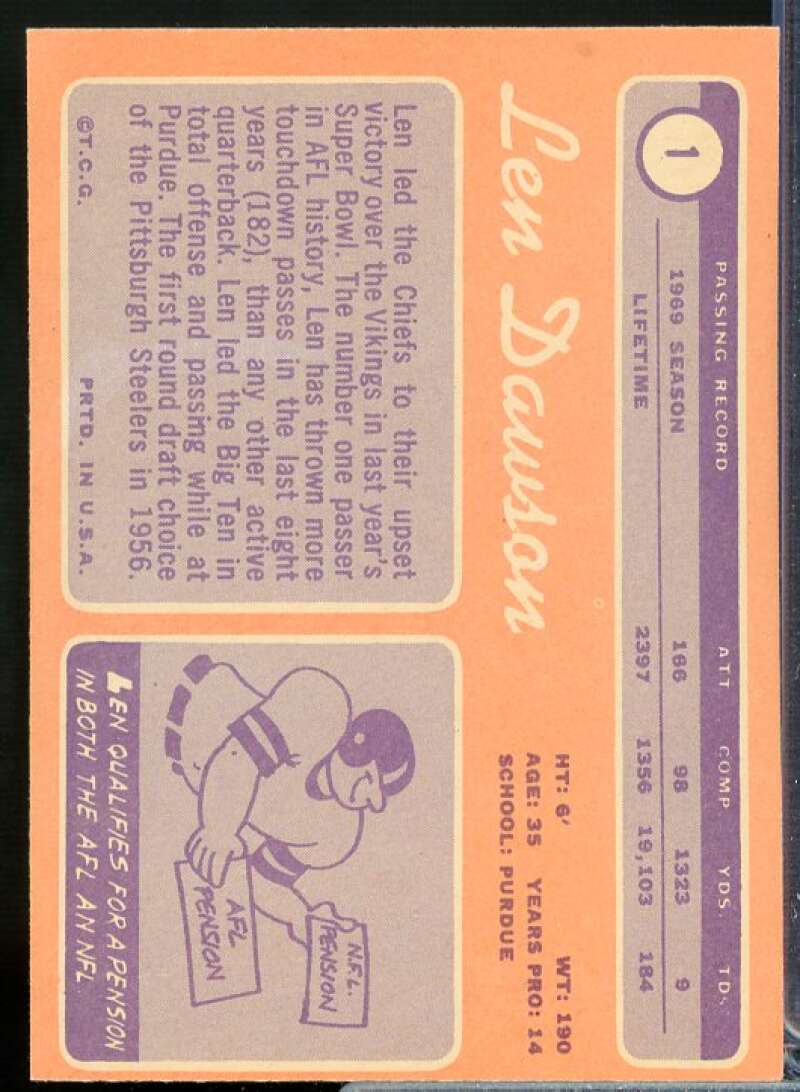 1
PASSING RECORD ATT COMP YDS. TDS
1969 SEASON 166 98 1323 9
LIFETIME 2397 1356 19,103 184
Len Dawson
HT: 6' WT: 190
AGE: 35 YEARS PRO: 14
SCHOOL: PURDUE
Len led the Chiefs to their upset
victory over the Vikings in last year's
Super Bowl. The number one passer
in AFL history, Len has thrown more
touchdown passes in the last eight
years (182), than any other active
quarterback. Len led the Big Ten in
total offense and passing while at
Purdue. The first round draft choice
of the Pittsburgh Steelers in 1956.
©T.C.G. PRTD. IN U.S.A.
N.F.L.
PENSION
AFL
PENSION
LEN QUALIFIES FOR A PENSION
IN BOTH THE AFL AN NFL